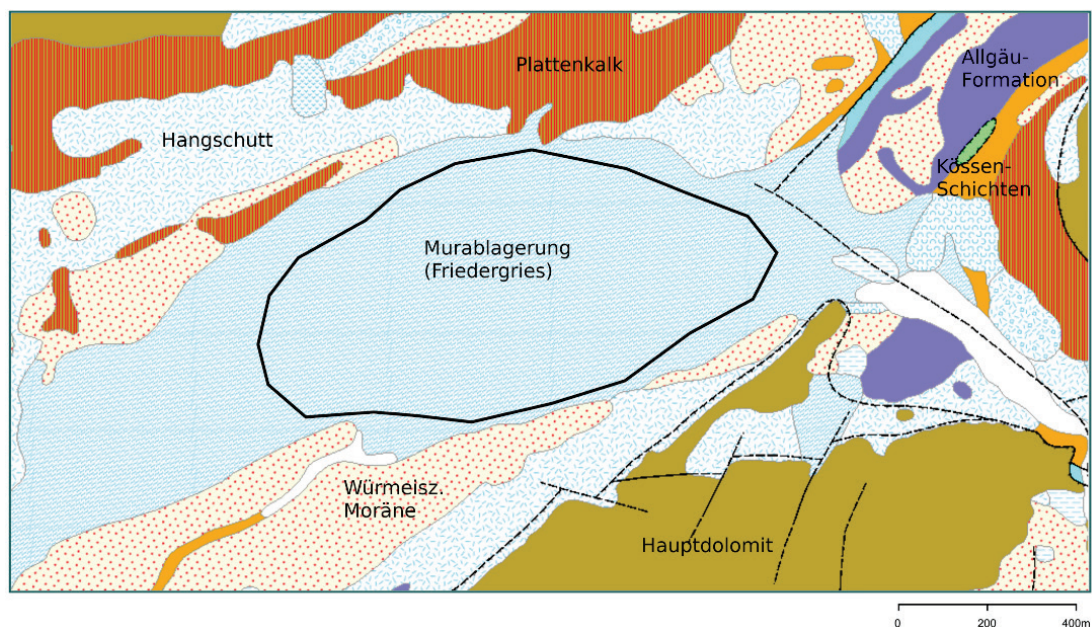 Plattenkalk
Allgäu-
Formation
Hangschutt
Kössen-
Schichten
Murablagerung
(Friedergries)
Würmeisz.
Moräne
Hauptdolomit
0 200 400m